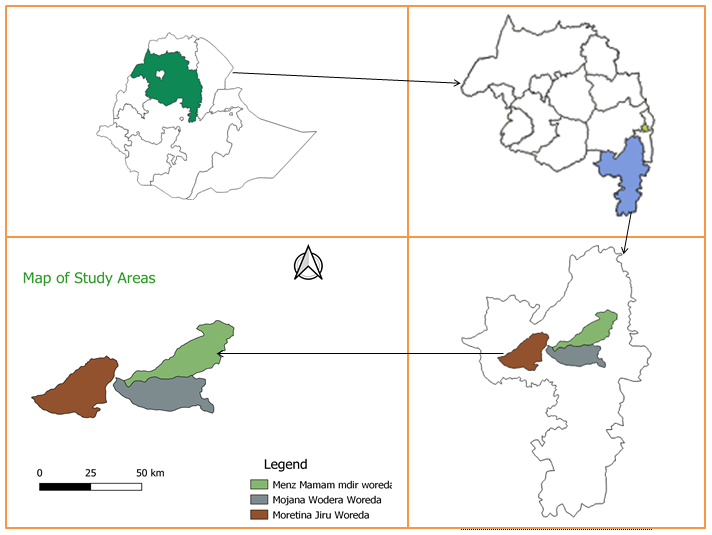 Map of Study Areas
0 25 50 km
Legend
Menz Mamam mdir woreda
Mojana Wodera Woreda
Moretina Jiru Woreda